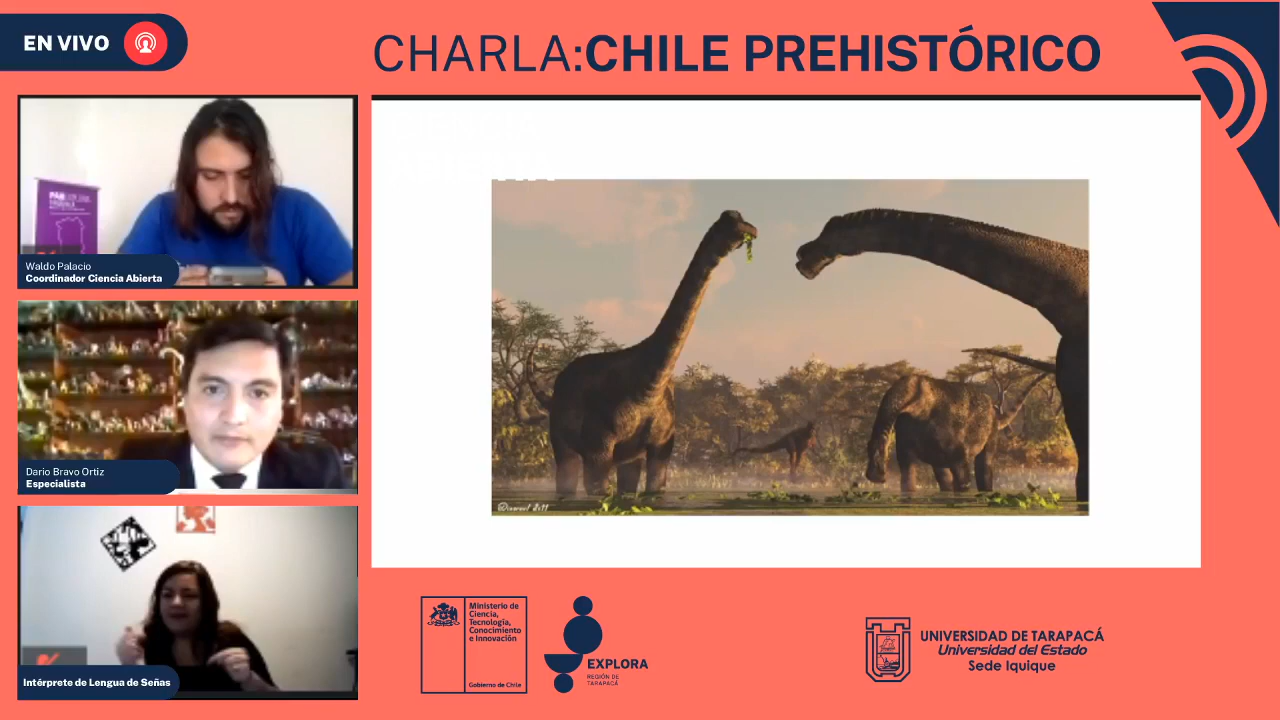 EN VIVO
CHARLA:CHILE PREHISTÓRICO
Waldo Palacio
Coordinador Ciencia Abierta
Dario Bravo Ortiz
Especialista
Intérprete de Lengua de Señas
Ministerio de
Ciencia,
Tecnología,
Conocimiento
e Innovación
Gobierno de Chile
EXPLORA
REGIÓN DE
TARAPACÁ
UNIVERSIDAD DE TARAPACÁ
Universidad del Estado
Sede Iquique